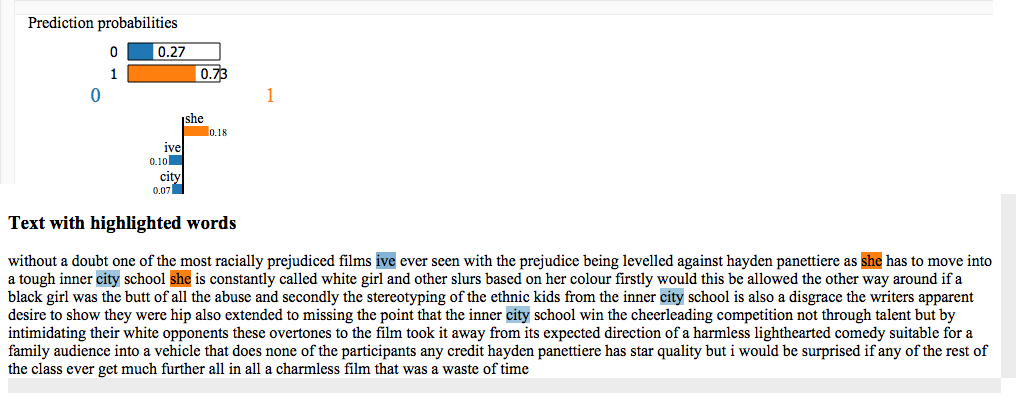 Prediction probabilities
0 0.27
1 0.73
0 1
she
0.18
ive
0.10
city
0.07
Text with highlighted words
without a doubt one of the most racially prejudiced films ive ever seen with the prejudice being levelled against hayden panettiere as she has to move into
a tough inner city school she is constantly called white girl and other slurs based on her colour firstly would this be allowed the other way around if a
black girl was the butt of all the abuse and secondly the stereotyping of the ethnic kids from the inner city school is also a disgrace the writers apparent
desire to show they were hip also extended to missing the point that the inner city school win the cheerleading competition not through talent but by
intimidating their white opponents these overtones to the film took it away from its expected direction of a harmless lighthearted comedy suitable for a
family audience into a vehicle that does none of the participants any credit hayden panettiere has star quality but i would be surprised if any of the rest of
the class ever get much further all in all a charmless film that was a waste of time